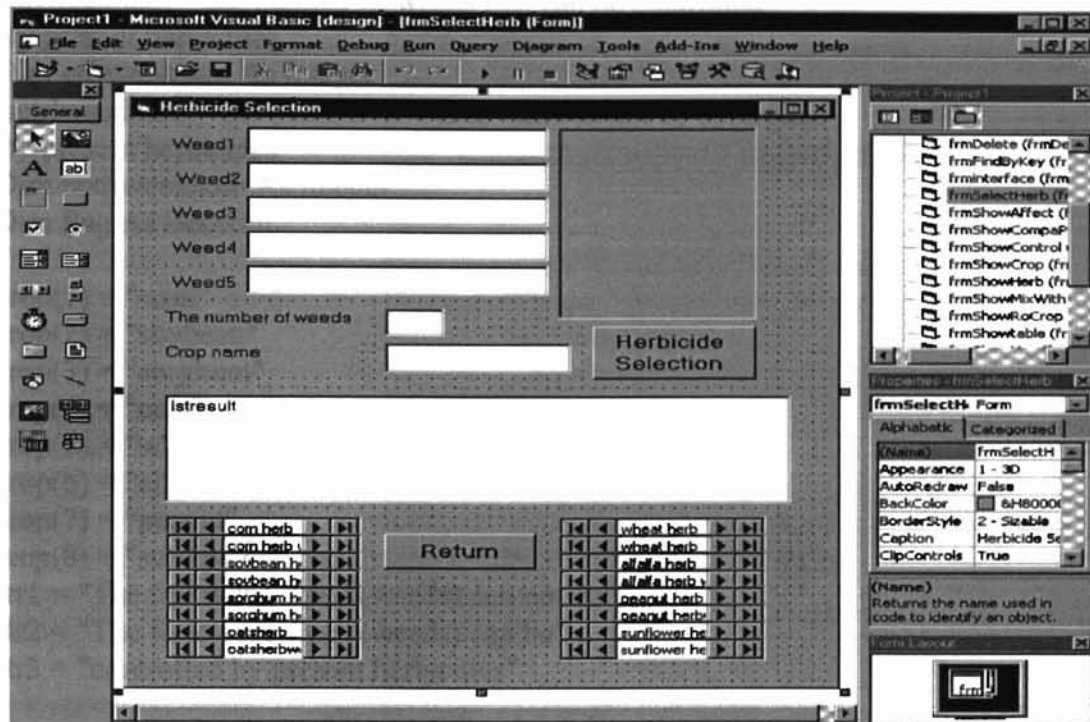 Project1 - Microsoft Visual Basic [design] - [frmSelectHerb (Form)]
File Edit View Project Format Debug Run Query Diagram Tools Add-Ins Window Help
General
Herbicide Selection
Weed1
Weed2
Weed3
Weed4
Weed5
The number of weeds
Crop name
Herbicide Selection
lstresult
corn herb
corn herb
soybean h
soybean h
sorghum h
sorghum h
oatsherb
oatsherbw
Return
wheat herb
wheat herb
alfalfa herb
alfalfa herb
peanut herb
peanut herb
sunflower he
sunflower he
Project - Project1
frmDelete (frmDe
frmFindByKey (fr
frminterface (frm
frmSelectHerb (fr
frmShowAffect (f
frmShowCompaP
frmShowControl
frmShowCrop (fr
frmShowHerb (fr
frmShowMixWith
frmShowRoCrop
frmShowtable (fr
Properties - frmSelectHerb
frmSelectH Form
Alphabetic Categorized
(Name) frmSelectH
Appearance 1 - 3D
AutoRedraw False
BackColor &H80000
BorderStyle 2 - Sizable
Caption Herbicide Se
ClipControls True
(Name)
Returns the name used in
code to identify an object.
Form Layout